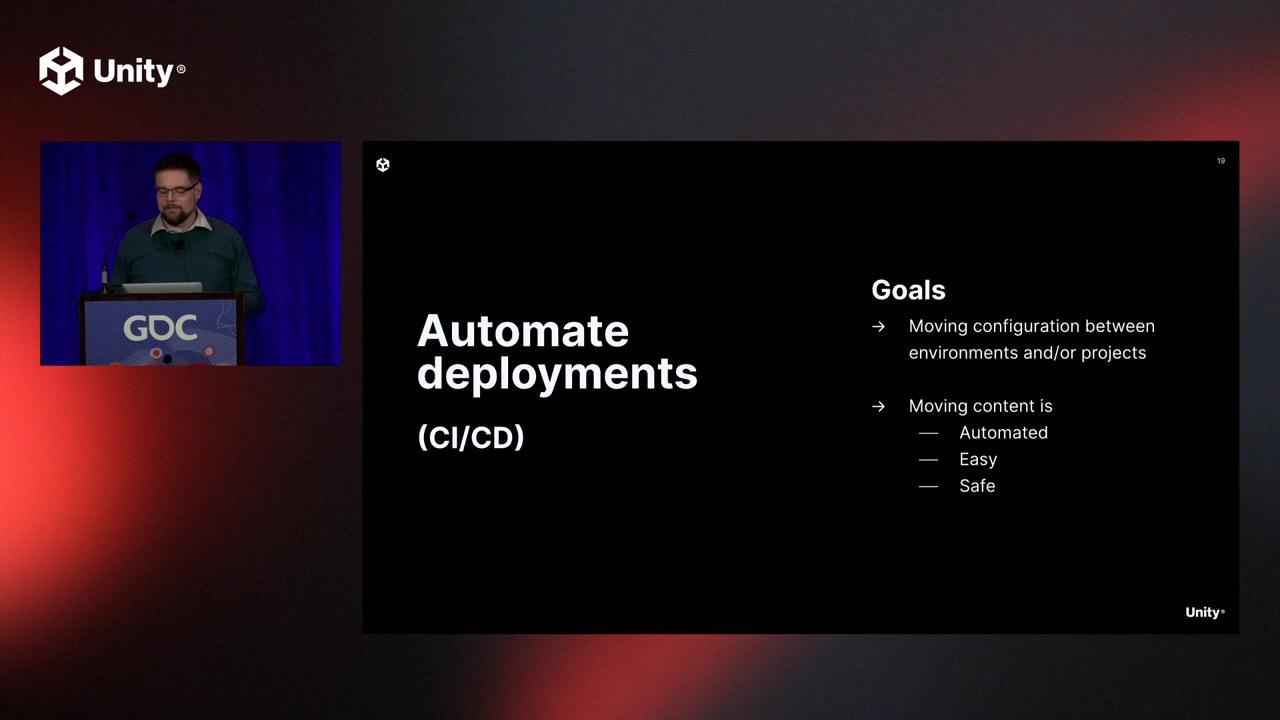 Unity®
GDC
19
Automate
deployments
(CI/CD)
Goals
→ Moving configuration between
environments and/or projects
→ Moving content is
— Automated
— Easy
— Safe
Unity®